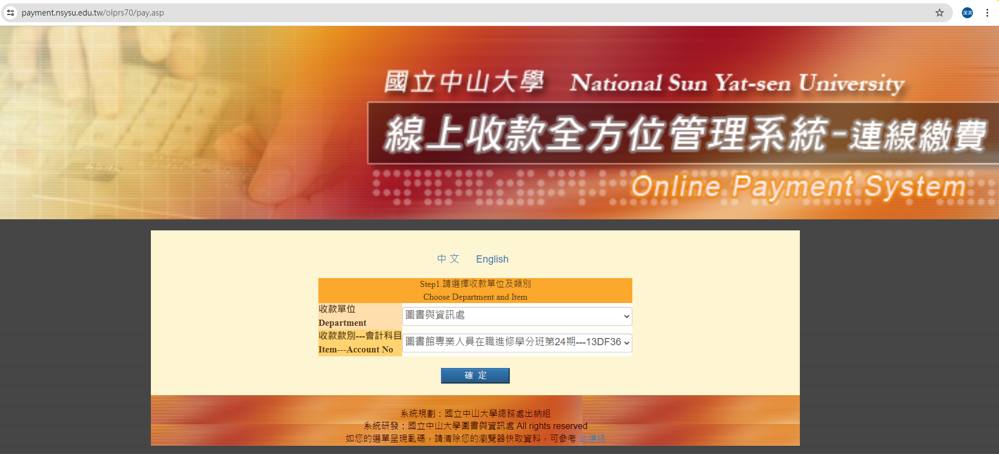 payment.nsysu.edu.tw/olprs70/pay.asp
湲淇
國立中山大學 National Sun Yat-sen University
線上收款全方位管理系統-連線繳費
Online Payment System
中 文 English
Step1.請選擇收款單位及類別
Choose Department and Item
收款單位
Department
圖書與資訊處
收款款別---會計科目
Item---Account No
圖書館專業人員在職進修學分班第24期---13DF36
確 定
系統規劃：國立中山大學總務處出納組
系統研發：國立中山大學圖書與資訊處 All rights reserved
如您的選單呈現亂碼，請清除您的瀏覽器快取資料，可參考 此連結